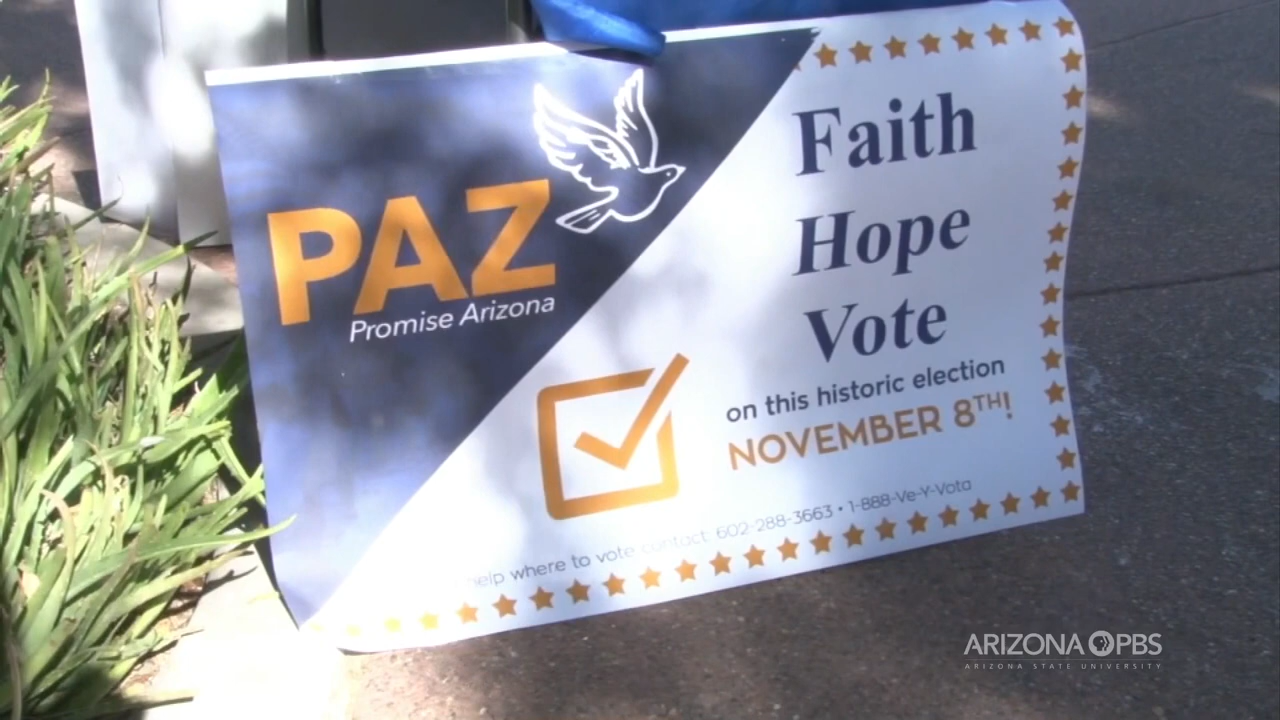 PAZ
Promise Arizona
Faith
Hope
Vote
on this historic election
NOVEMBER 8TH!
help where to vote contact: 602-288-3663 • 1-888-Ve-Y-Vota
ARIZONA PBS
ARIZONA STATE UNIVERSITY